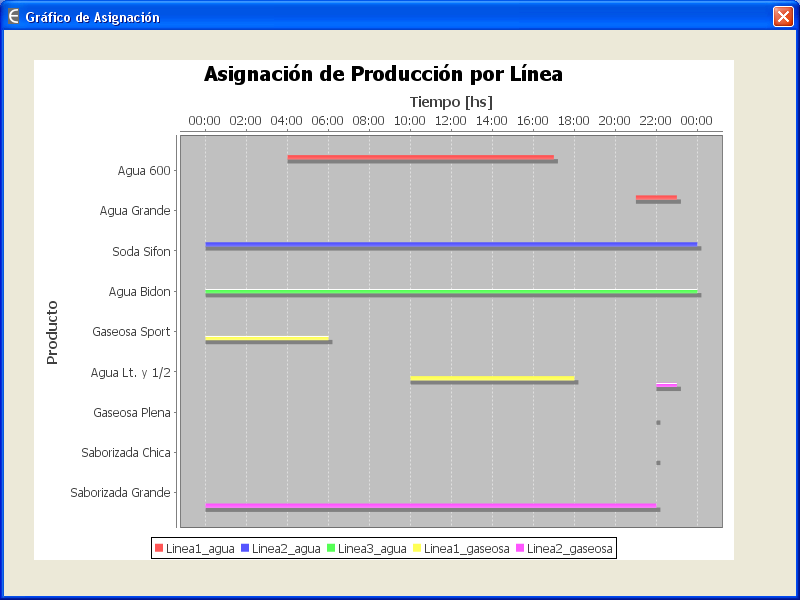 Gráfico de Asignación
Asignación de Producción por Línea
Tiempo [hs]
00:00 02:00 04:00 06:00 08:00 10:00 12:00 14:00 16:00 18:00 20:00 22:00 00:00
Producto
Agua 600
Agua Grande
Soda Sifon
Agua Bidon
Gaseosa Sport
Agua Lt. y 1/2
Gaseosa Plena
Saborizada Chica
Saborizada Grande
Linea1_agua Linea2_agua Linea3_agua Linea1_gaseosa Linea2_gaseosa